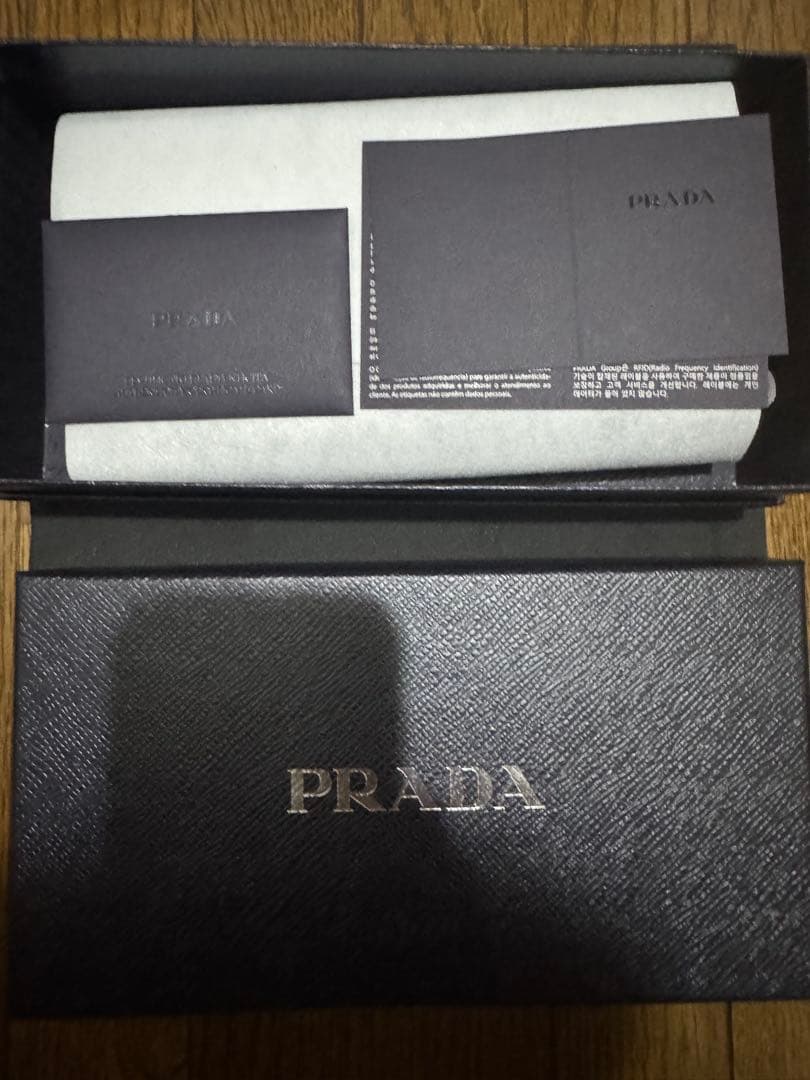 PRADA
PRADA
de dos produtos adquiridos e melhorar o atendimento ao
cliente. As etiquetas não contêm dados pessoais.
PRADA Group은 RFID(Radio Frequency Identification)
기술이 탑재된 레이블을 사용하여 구매한 제품이 정품임을
보장하고 고객 서비스를 개선합니다. 레이블에는 개인
데이터가 들어 있지 않습니다.
PRADA